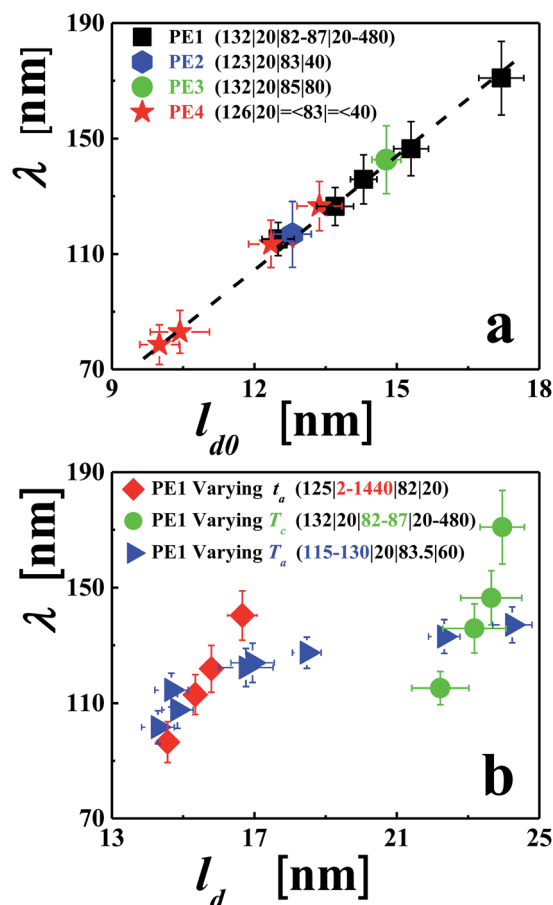 a
PE1 (132|20|82-87|20-480)
PE2 (123|20|83|40)
PE3 (132|20|85|80)
PE4 (126|20|=<83|=<40)
190
150
110
70
λ [nm]
9 12 15 18
l_d0 [nm]
b
PE1 Varying t_a (125|2-1440|82|20)
PE1 Varying T_c (132|20|82-87|20-480)
PE1 Varying T_a (115-130|20|83.5|60)
190
150
110
70
λ [nm]
13 17 21 25
l_d [nm]